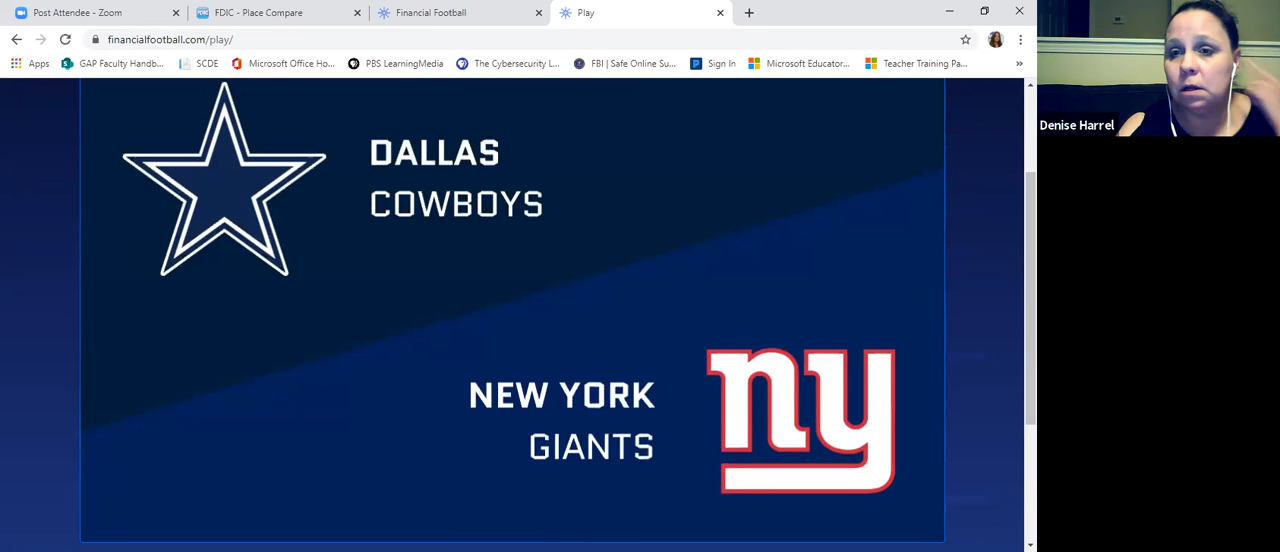 Post Attendee - Zoom
FDIC - Place Compare
Financial Football
Play
financialfootball.com/play/
Apps
GAP Faculty Handb...
SCDE
Microsoft Office Ho...
PBS LearningMedia
The Cybersecurity L...
FBI | Safe Online Su...
Sign In
Microsoft Educator...
Teacher Training Pa...
»
Denise Harrel
DALLAS
COWBOYS
NEW YORK
GIANTS
ny